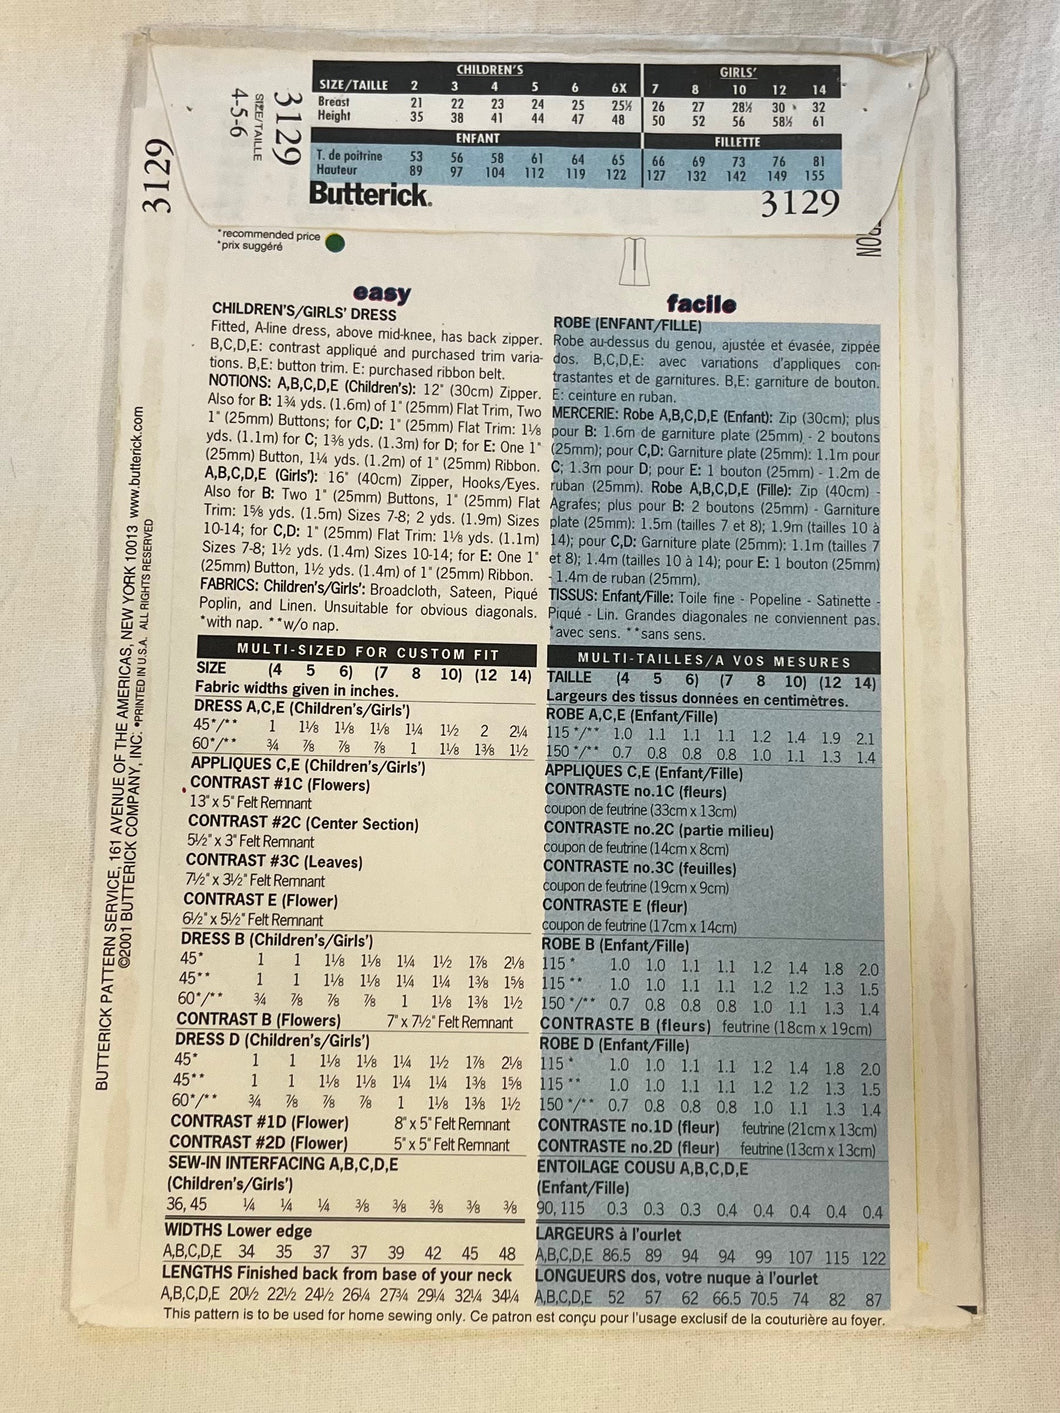 CHILDREN'S GIRLS'
SIZE/TAILLE 2 3 4 5 6 6X 7 8 10 12 14
Breast 21 22 23 24 25 25½ 26 27 28½ 30 32
Height 35 38 41 44 47 48 50 52 56 58½ 61
ENFANT FILLETTE
T. de poitrine 53 56 58 61 64 65 66 69 73 76 81
Hauteur 89 97 104 112 119 122 127 132 142 149 155
Butterick®
3129
3129
SIZE/TAILLE
4-5-6
3129
*recommended price
*prix suggéré
easy
CHILDREN'S/GIRLS' DRESS
Fitted, A-line dress, above mid-knee, has back zipper.
B,C,D,E: contrast appliqué and purchased trim varia-
tions. B,E: button trim. E: purchased ribbon belt.
NOTIONS: A,B,C,D,E (Children's): 12" (30cm) Zipper.
Also for B: 1¾ yds. (1.6m) of 1" (25mm) Flat Trim, Two
1" (25mm) Buttons; for C,D: 1" (25mm) Flat Trim: 1⅛
yds. (1.1m) for C; 1⅜ yds. (1.3m) for D; for E: One 1"
(25mm) Button, 1¼ yds. (1.2m) of 1" (25mm) Ribbon.
A,B,C,D,E (Girls'): 16" (40cm) Zipper, Hooks/Eyes.
Also for B: Two 1" (25mm) Buttons, 1" (25mm) Flat
Trim: 1⅝ yds. (1.5m) Sizes 7-8; 2 yds. (1.9m) Sizes
10-14; for C,D: 1" (25mm) Flat Trim: 1⅛ yds. (1.1m)
Sizes 7-8; 1½ yds. (1.4m) Sizes 10-14; for E: One 1"
(25mm) Button, 1½ yds. (1.4m) of 1" (25mm) Ribbon.
FABRICS: Children's/Girls': Broadcloth, Sateen, Piqué
Poplin, and Linen. Unsuitable for obvious diagonals.
*with nap. **w/o nap.
facile
ROBE (ENFANT/FILLE)
Robe au-dessus du genou, ajustée et évasée, zippée
dos. B,C,D,E: avec variations d'appliques con-
trastantes et de garnitures. B,E: garniture de bouton.
E: ceinture en ruban.
MERCERIE: Robe A,B,C,D,E (Enfant): Zip (30cm); plus
pour B: 1.6m de garniture plate (25mm) - 2 boutons
(25mm); pour C,D: Garniture plate (25mm): 1.1m pour
C; 1.3m pour D; pour E: 1 bouton (25mm) - 1.2m de
ruban (25mm). Robe A,B,C,D,E (Fille): Zip (40cm) -
Agrafes; plus pour B: 2 boutons (25mm) - Garniture
plate (25mm): 1.5m (tailles 7 et 8); 1.9m (tailles 10 à
14); pour C,D: Garniture plate (25mm): 1.1m (tailles 7
et 8); 1.4m (tailles 10 à 14); pour E: 1 bouton (25mm)
- 1.4m de ruban (25mm).
TISSUS: Enfant/Fille: Toile fine - Popeline - Satinette -
Piqué - Lin. Grandes diagonales ne conviennent pas.
*avec sens. **sans sens.
MULTI-SIZED FOR CUSTOM FIT
SIZE (4 5 6) (7 8 10) (12 14)
Fabric widths given in inches.
DRESS A,C,E (Children's/Girls')
45*/** 1 1⅛ 1⅛ 1⅛ 1¼ 1½ 2 2¼
60*/** ¾ ⅞ ⅞ ⅞ 1 1⅛ 1⅜ 1½
APPLIQUES C,E (Children's/Girls')
CONTRAST #1C (Flowers)
13" x 5" Felt Remnant
CONTRAST #2C (Center Section)
5½" x 3" Felt Remnant
CONTRAST #3C (Leaves)
7½" x 3½" Felt Remnant
CONTRAST E (Flower)
6½" x 5½" Felt Remnant
DRESS B (Children's/Girls')
45* 1 1 1⅛ 1⅛ 1¼ 1½ 1⅞ 2⅛
45** 1 1 1⅛ 1⅛ 1¼ 1¼ 1⅜ 1⅝
60*/** ¾ ⅞ ⅞ ⅞ 1 1⅛ 1⅜ 1½
CONTRAST B (Flowers) 7" x 7½" Felt Remnant
DRESS D (Children's/Girls')
45* 1 1 1⅛ 1⅛ 1¼ 1½ 1⅞ 2⅛
45** 1 1 1⅛ 1⅛ 1¼ 1¼ 1⅜ 1⅝
60*/** ¾ ⅞ ⅞ ⅞ 1 1⅛ 1⅜ 1½
CONTRAST #1D (Flower) 8" x 5" Felt Remnant
CONTRAST #2D (Flower) 5" x 5" Felt Remnant
SEW-IN INTERFACING A,B,C,D,E
(Children's/Girls')
36, 45 ¼ ¼ ¼ ⅜ ⅜ ⅜ ⅜ ⅜
WIDTHS Lower edge
A,B,C,D,E 34 35 37 37 39 42 45 48
LENGTHS Finished back from base of your neck
A,B,C,D,E 20½ 22½ 24½ 26¼ 27¾ 29¼ 32¼ 34¼
MULTI-TAILLES/A VOS MESURES
TAILLE (4 5 6) (7 8 10) (12 14)
Largeurs des tissus données en centimètres.
ROBE A,C,E (Enfant/Fille)
115 */** 1.0 1.1 1.1 1.1 1.2 1.4 1.9 2.1
150 */** 0.7 0.8 0.8 0.8 1.0 1.1 1.3 1.4
APPLIQUES C,E (Enfant/Fille)
CONTRASTE no.1C (fleurs)
coupon de feutrine (33cm x 13cm)
CONTRASTE no.2C (partie milieu)
coupon de feutrine (14cm x 8cm)
CONTRASTE no.3C (feuilles)
coupon de feutrine (19cm x 9cm)
CONTRASTE E (fleur)
coupon de feutrine (17cm x 14cm)
ROBE B (Enfant/Fille)
115 * 1.0 1.0 1.1 1.1 1.2 1.4 1.8 2.0
115 ** 1.0 1.0 1.1 1.1 1.2 1.2 1.3 1.5
150 */** 0.7 0.8 0.8 0.8 1.0 1.1 1.3 1.4
CONTRASTE B (fleurs) feutrine (18cm x 19cm)
ROBE D (Enfant/Fille)
115 * 1.0 1.0 1.1 1.1 1.2 1.4 1.8 2.0
115 ** 1.0 1.0 1.1 1.1 1.2 1.2 1.3 1.5
150 */** 0.7 0.8 0.8 0.8 1.0 1.1 1.3 1.4
CONTRASTE no.1D (fleur) feutrine (21cm x 13cm)
CONTRASTE no.2D (fleur) feutrine (13cm x 13cm)
ENTOILAGE COUSU A,B,C,D,E
(Enfant/Fille)
90, 115 0.3 0.3 0.3 0.4 0.4 0.4 0.4 0.4
LARGEURS à l'ourlet
A,B,C,D,E 86.5 89 94 94 99 107 115 122
LONGUEURS dos, votre nuque à l'ourlet
A,B,C,D,E 52 57 62 66.5 70.5 74 82 87
This pattern is to be used for home sewing only. Ce patron est conçu pour l'usage exclusif de la couturière au foyer.
BUTTERICK PATTERN SERVICE, 161 AVENUE OF THE AMERICAS, NEW YORK 10013 www.butterick.com
©2001 BUTTERICK COMPANY, INC. •PRINTED IN U.S.A. ALL RIGHTS RESERVED